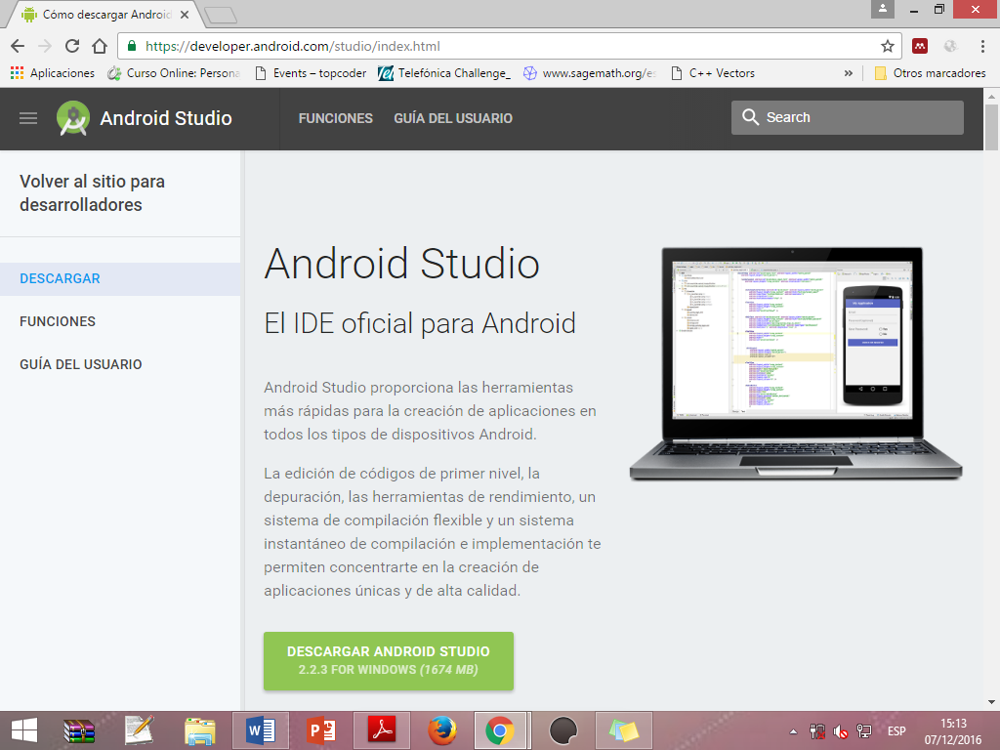 Cómo descargar Android
https://developer.android.com/studio/index.html
Aplicaciones
Curso Online: Persona
Events – topcoder
Telefónica Challenge_
www.sagemath.org/es
C++ Vectors
»
Otros marcadores
Android Studio
FUNCIONES
GUÍA DEL USUARIO
Search
Volver al sitio para
desarrolladores
DESCARGAR
FUNCIONES
GUÍA DEL USUARIO
Android Studio
El IDE oficial para Android
Android Studio proporciona las herramientas
más rápidas para la creación de aplicaciones en
todos los tipos de dispositivos Android.
La edición de códigos de primer nivel, la
depuración, las herramientas de rendimiento, un
sistema de compilación flexible y un sistema
instantáneo de compilación e implementación te
permiten concentrarte en la creación de
aplicaciones únicas y de alta calidad.
DESCARGAR ANDROID STUDIO
2.2.3 FOR WINDOWS (1674 MB)
ESP
15:13
07/12/2016